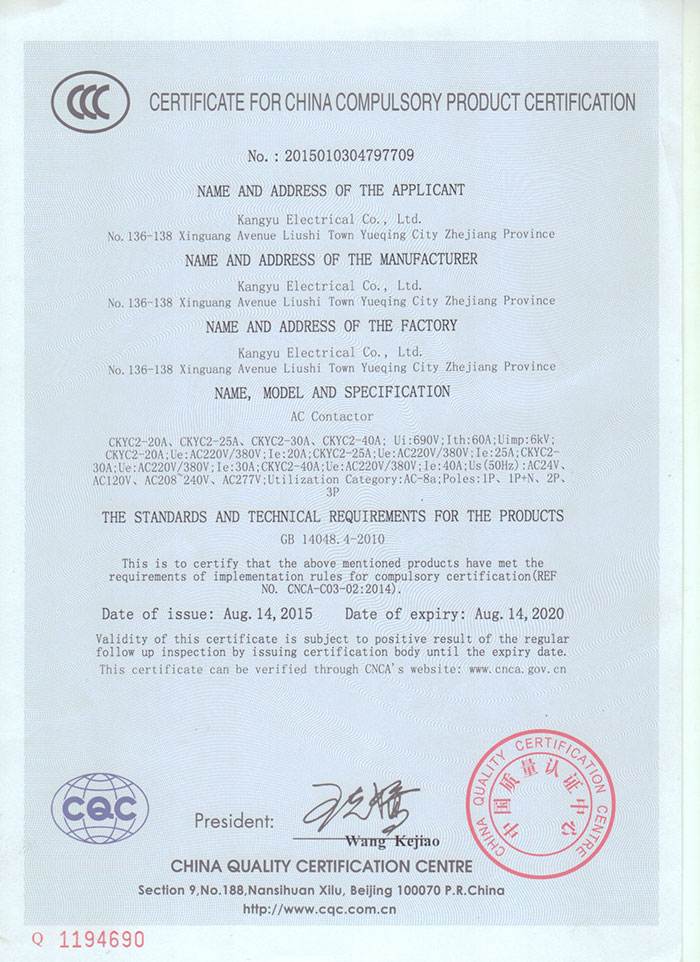 CCC
CERTIFICATE FOR CHINA COMPULSORY PRODUCT CERTIFICATION
No.: 2015010304797709
NAME AND ADDRESS OF THE APPLICANT
Kangyu Electrical Co., Ltd.
No. 136-138 Xinguang Avenue Liushi Town Yueqing City Zhejiang Province
NAME AND ADDRESS OF THE MANUFACTURER
Kangyu Electrical Co., Ltd.
No. 136-138 Xinguang Avenue Liushi Town Yueqing City Zhejiang Province
NAME AND ADDRESS OF THE FACTORY
Kangyu Electrical Co., Ltd.
No. 136-138 Xinguang Avenue Liushi Town Yueqing City Zhejiang Province
NAME, MODEL AND SPECIFICATION
AC Contactor
CKYC2-20A、CKYC2-25A、CKYC2-30A、CKYC2-40A; Ui:690V;Ith:60A;Uimp:6kV;
CKYC2-20A;Ue:AC220V/380V;Ie:20A;CKYC2-25A;Ue:AC220V/380V;Ie:25A;CKYC2-
30A;Ue:AC220V/380V;Ie:30A;CKYC2-40A;Ue:AC220V/380V;Ie:40A;Us(50Hz):AC24V、
AC120V、AC208~240V、AC277V;Utilization Category:AC-8a;Poles:1P、1P+N、2P、
3P
THE STANDARDS AND TECHNICAL REQUIREMENTS FOR THE PRODUCTS
GB 14048.4-2010
This is to certify that the above mentioned products have met the
requirements of implementation rules for compulsory certification(REF
NO. CNCA-C03-02:2014).
Date of issue: Aug. 14, 2015 Date of expiry: Aug. 14, 2020
Validity of this certificate is subject to positive result of the regular
follow up inspection by issuing certification body until the expiry date.
This certificate can be verified through CNCA's website: www.cnca.gov.cn
CHINA QUALITY CERTIFICATION CENTRE
中国质量认证中心
CQC
President:
Wang Kejiao
CHINA QUALITY CERTIFICATION CENTRE
Section 9,No.188,Nansihuan Xilu, Beijing 100070 P.R.China
http://www.cqc.com.cn
Q 1194690